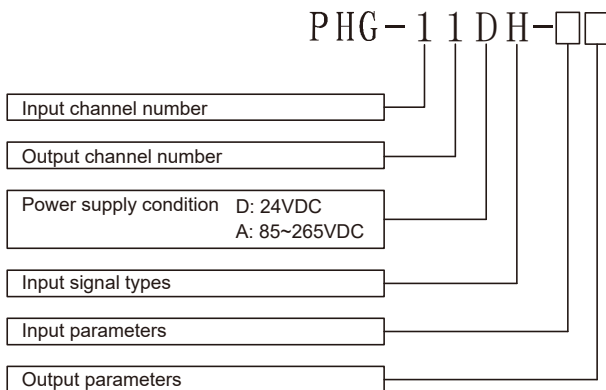 PHG-11DH-□□
Input channel number
Output channel number
Power supply condition D: 24VDC
A: 85~265VDC
Input signal types
Input parameters
Output parameters